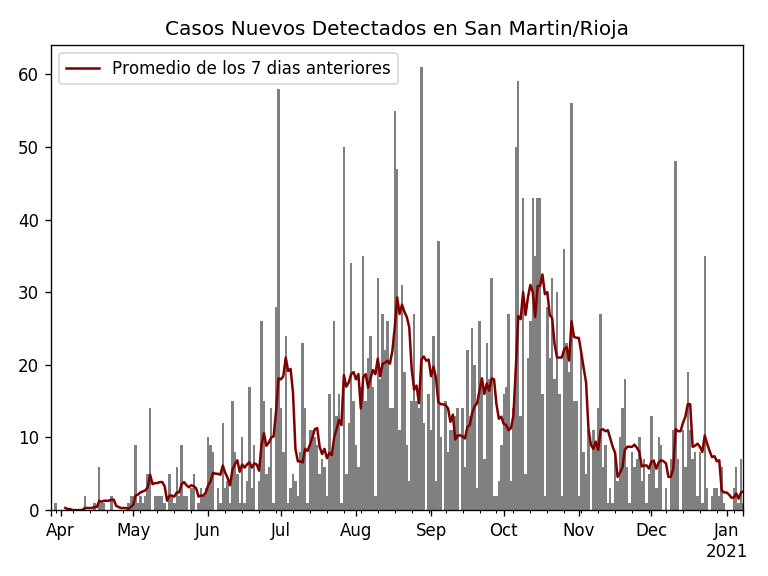 Casos Nuevos Detectados en San Martin/Rioja
Promedio de los 7 dias anteriores
60
50
40
30
20
10
0
Apr May Jun Jul Aug Sep Oct Nov Dec Jan
2021